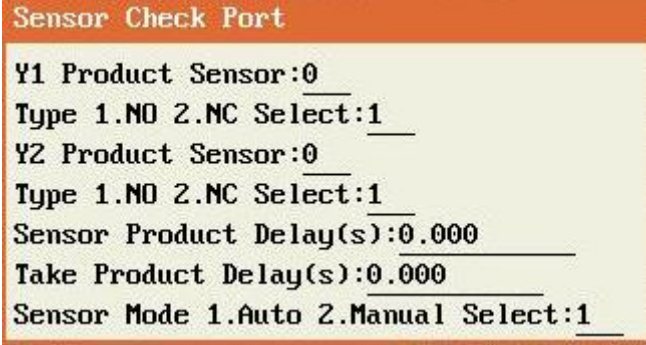 Sensor Check Port
Y1 Product Sensor:0
Type 1.NO 2.NC Select:1
Y2 Product Sensor:0
Type 1.NO 2.NC Select:1
Sensor Product Delay(s):0.000
Take Product Delay(s):0.000
Sensor Mode 1.Auto 2.Manual Select:1